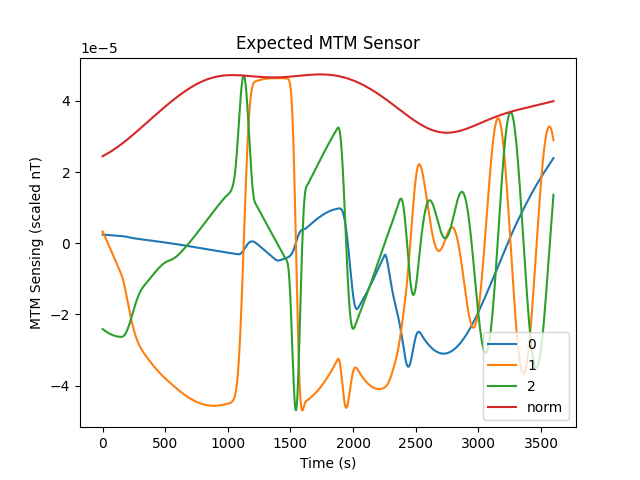 Expected MTM Sensor
1e−5
MTM Sensing (scaled nT)
4
2
0
−2
−4
0
1
2
norm
0 500 1000 1500 2000 2500 3000 3500
Time (s)